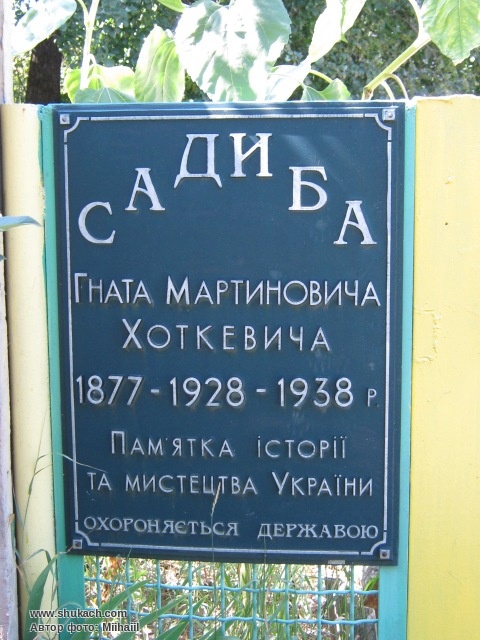 САДИБА
ГНАТА МАРТИНОВИЧА
ХОТКЕВИЧА
1877 - 1928 - 1938 Р.
ПАМ'ЯТКА ІСТОРІЇ
ТА МИСТЕЦТВА УКРАЇНИ
ОХОРОНЯЄТЬСЯ ДЕРЖАВОЮ
www.shukach.com
Автор фото: Miihail